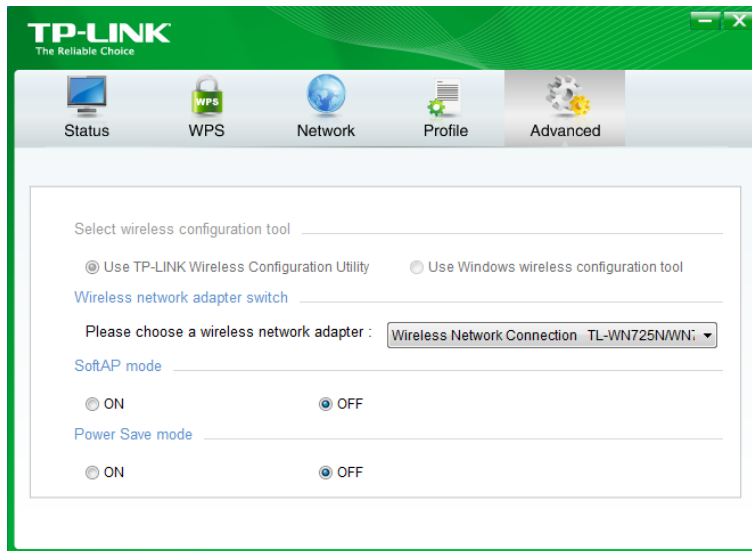 TP-LINK
The Reliable Choice
Status WPS Network Profile Advanced
WPS
Select wireless configuration tool
Use TP-LINK Wireless Configuration Utility Use Windows wireless configuration tool
Wireless network adapter switch
Please choose a wireless network adapter : Wireless Network Connection TL-WN725N/WN
SoftAP mode
ON OFF
Power Save mode
ON OFF